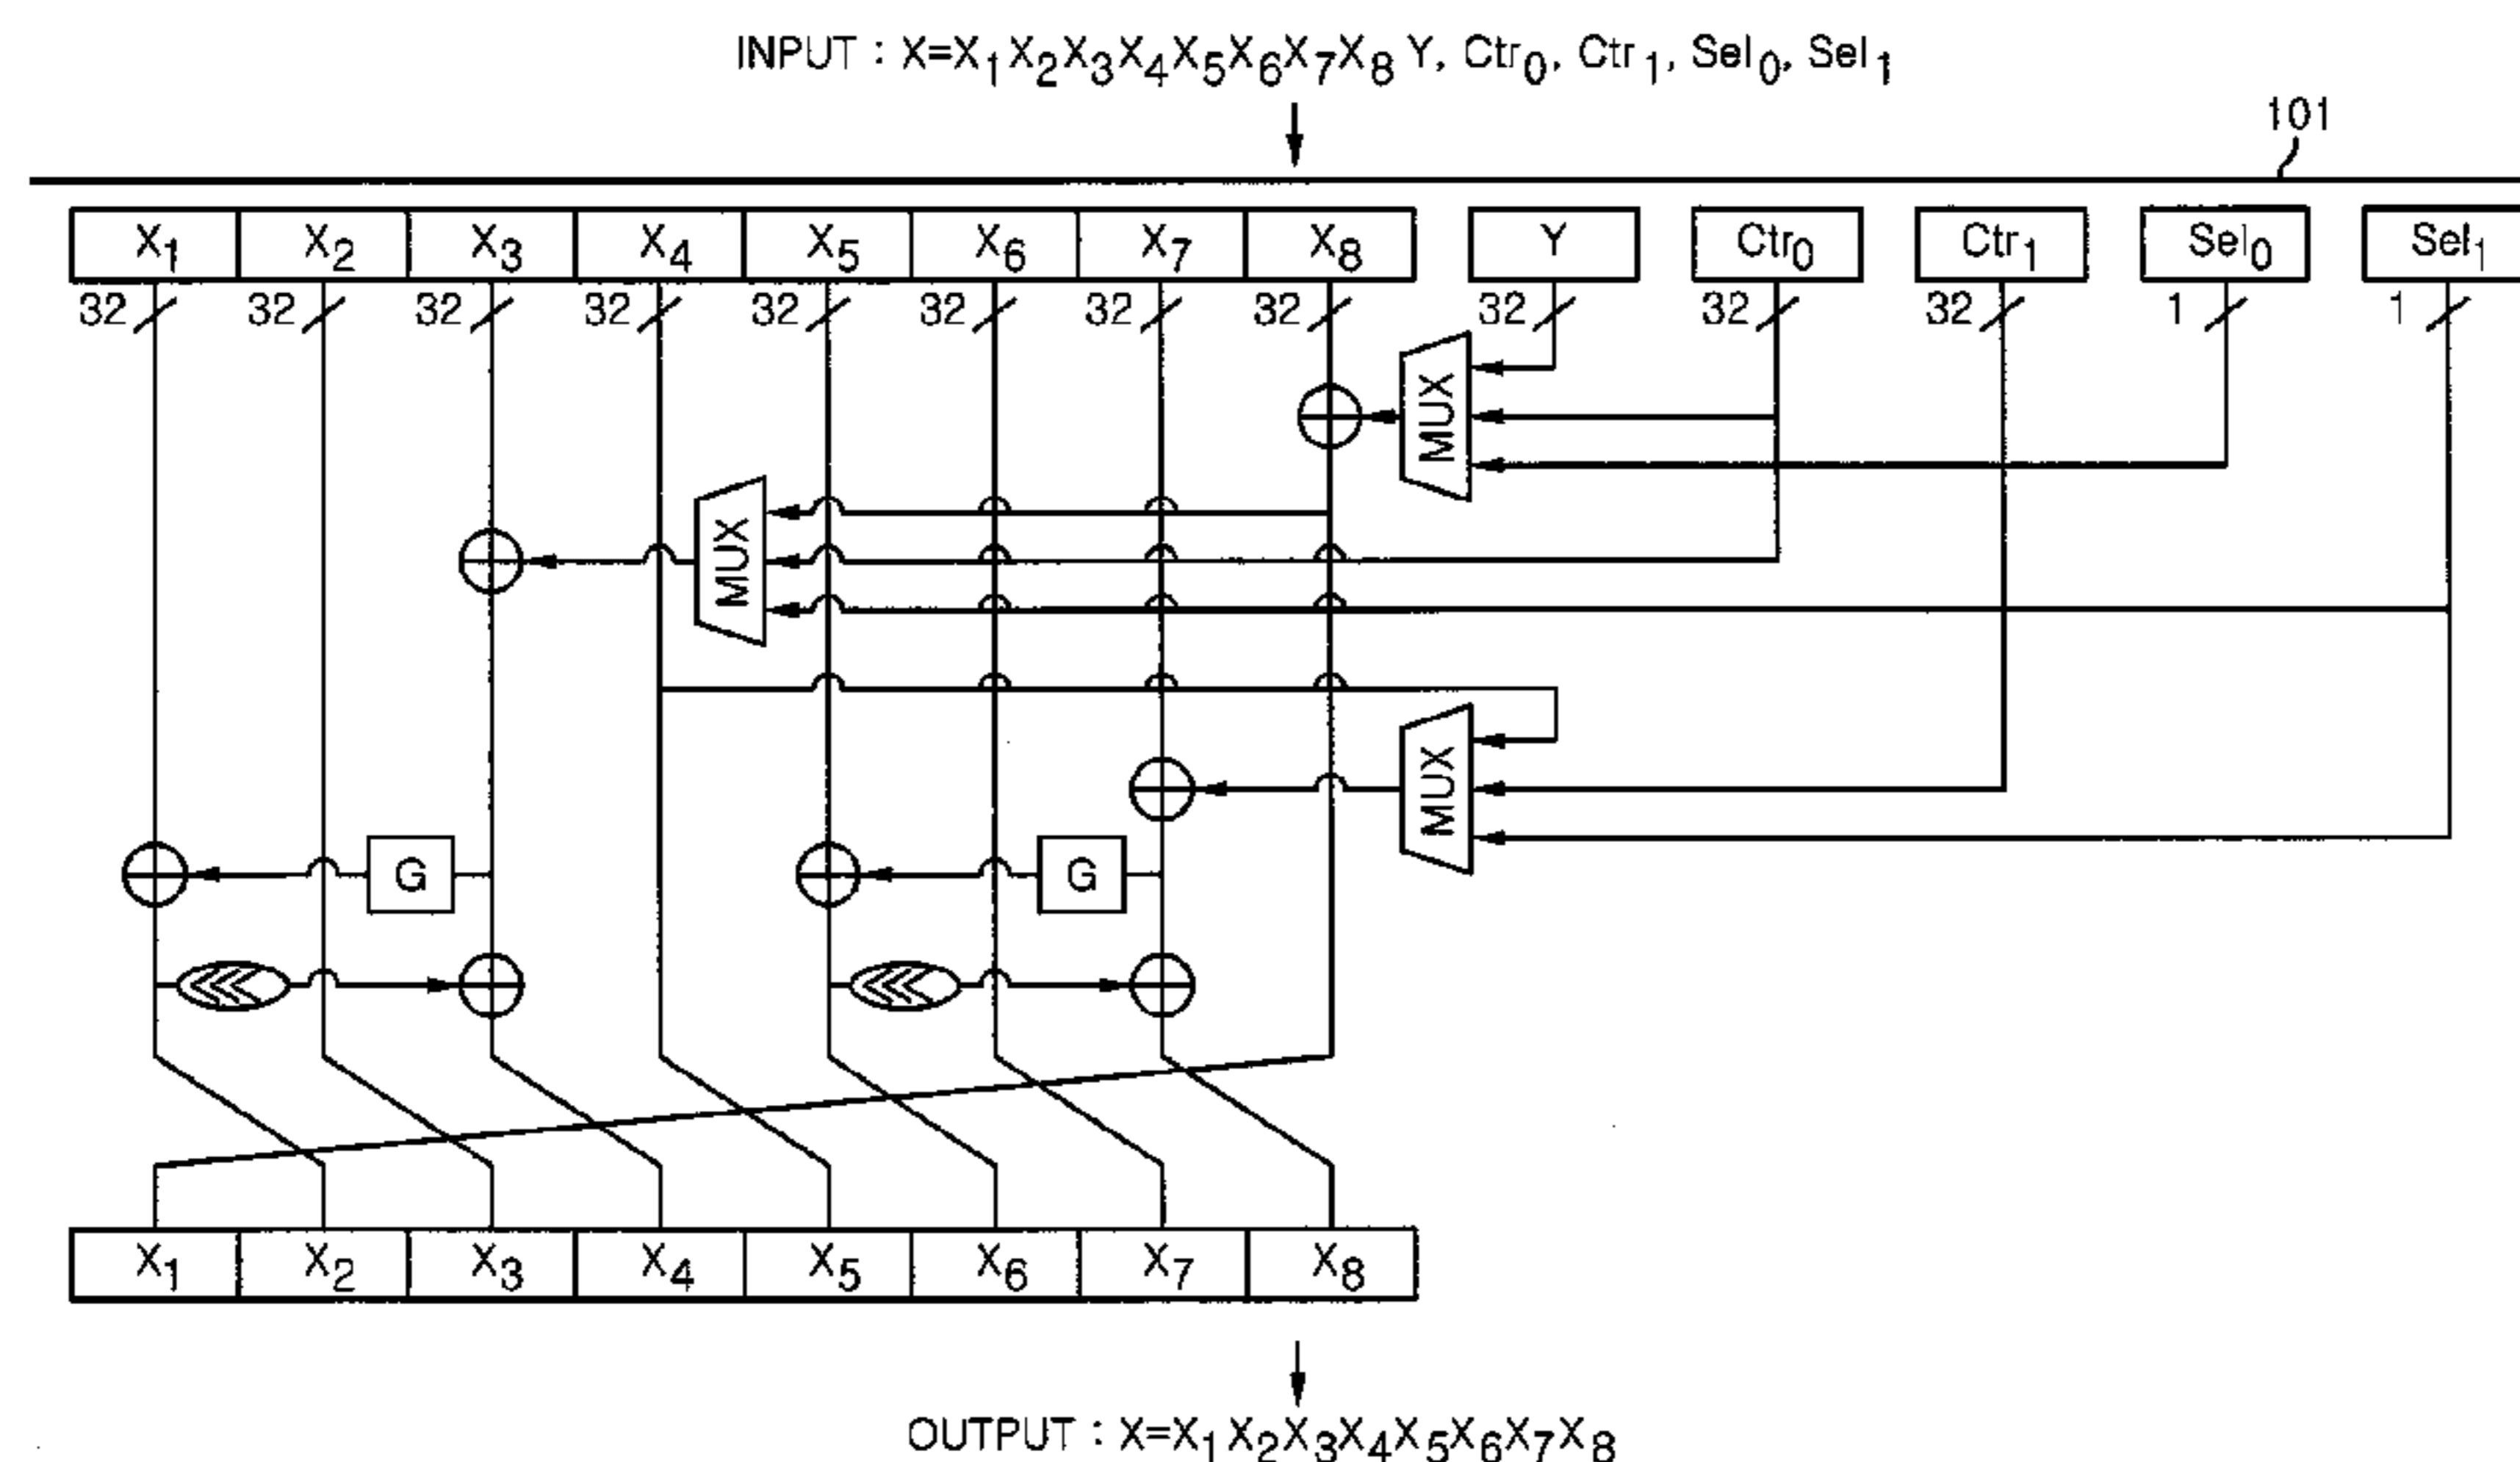 INPUT : X=X₁X₂X₃X₄X₅X₆X₇X₈ Y, Ctr₀, Ctr₁, Sel₀, Sel₁
101
X₁ X₂ X₃ X₄ X₅ X₆ X₇ X₈ Y Ctr₀ Ctr₁ Sel₀ Sel₁
32 32 32 32 32 32 32 32 32 32 32 1 1
MUX
MUX
MUX
G G
X₁ X₂ X₃ X₄ X₅ X₆ X₇ X₈
OUTPUT : X=X₁X₂X₃X₄X₅X₆X₇X₈